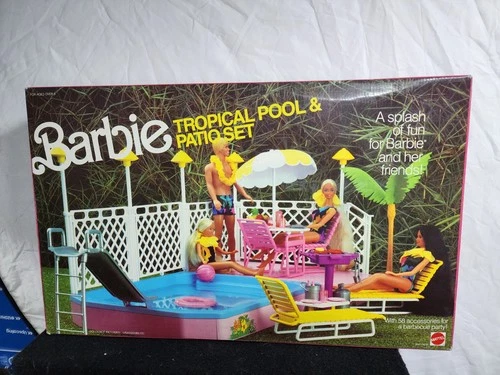 Barbie
TROPICAL POOL &
PATIO SET
A splash
of fun
for Barbie
and her
friends!
With 58 accessories for
a barbecue party!
MATTEL